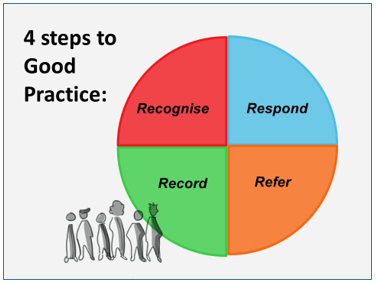 4 steps to
Good
Practice:
Recognise
Respond
Record
Refer